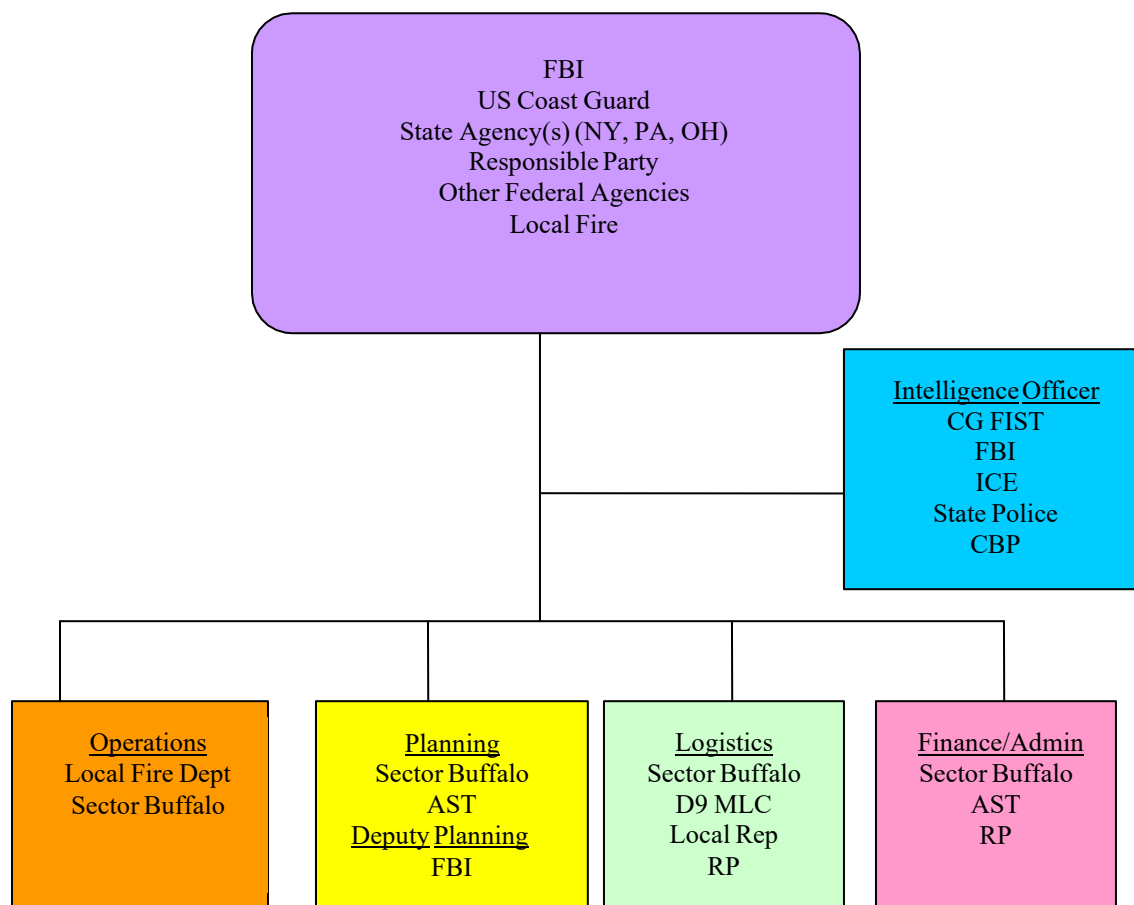 FBI
US Coast Guard
State Agency(s) (NY, PA, OH)
Responsible Party
Other Federal Agencies
Local Fire
Intelligence Officer
CG FIST
FBI
ICE
State Police
CBP
Operations
Local Fire Dept
Sector Buffalo
Planning
Sector Buffalo
AST
Deputy Planning
FBI
Logistics
Sector Buffalo
D9 MLC
Local Rep
RP
Finance/Admin
Sector Buffalo
AST
RP